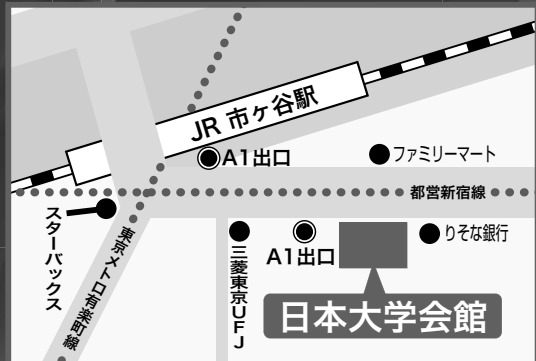 JR 市ヶ谷駅
A1出口
ファミリーマート
都営新宿線
スターバックス
東京メトロ有楽町線
三菱東京UFJ
A1出口
りそな銀行
日本大学会館